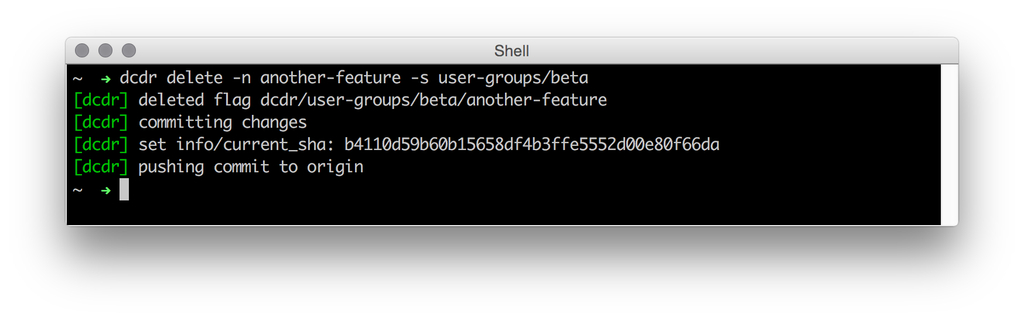 Shell
~ → dcdr delete -n another-feature -s user-groups/beta
[dcdr] deleted flag dcdr/user-groups/beta/another-feature
[dcdr] committing changes
[dcdr] set info/current_sha: b4110d59b60b15658df4b3ffe5552d00e80f66da
[dcdr] pushing commit to origin
~ →